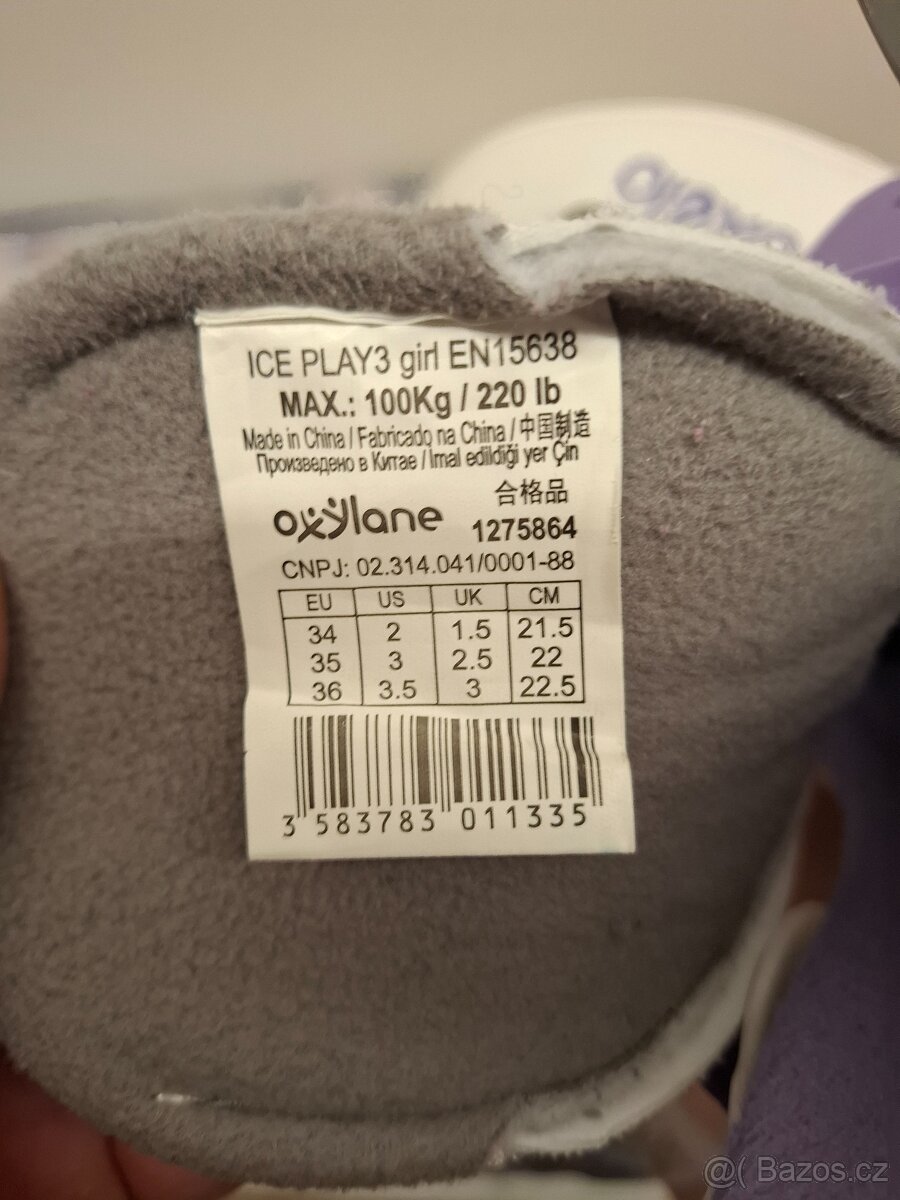 oxelo
ICE PLAY3 girl EN15638
MAX.: 100Kg / 220 lb
Made in China / Fabricado na China / 中国制造
Произведено в Китае / Imal edildiği yer Çin
合格品
oxylane 1275864
CNPJ: 02.314.041/0001-88
EU US UK CM
34 2 1.5 21.5
35 3 2.5 22
36 3.5 3 22.5
3 583783 011335
@( Bazos.cz